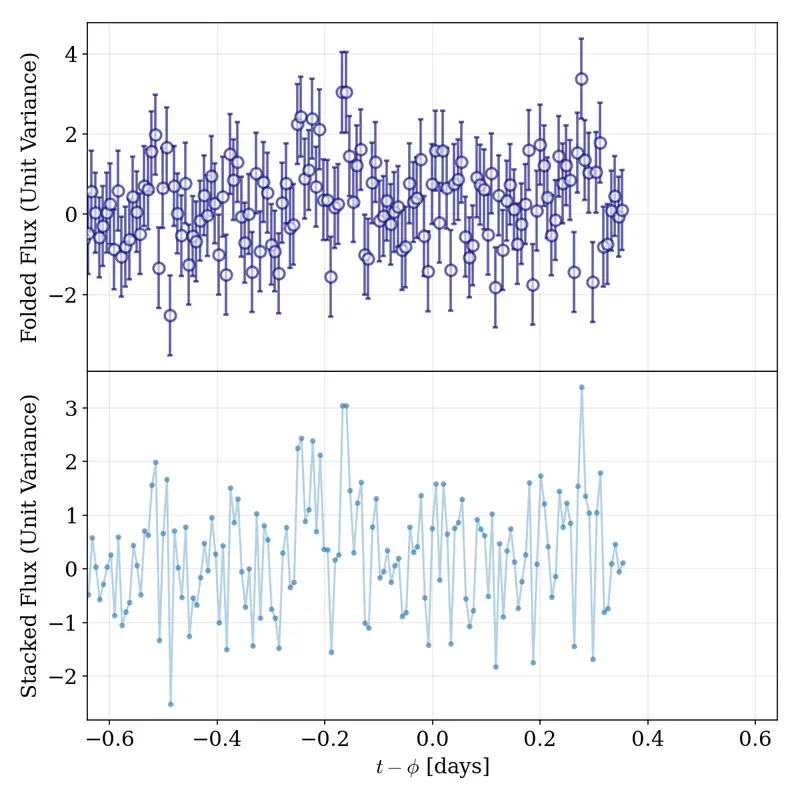 Folded Flux (Unit Variance)
4
2
0
−2
Stacked Flux (Unit Variance)
3
2
1
0
−1
−2
−0.6 −0.4 −0.2 0.0 0.2 0.4 0.6
t − ϕ [days]